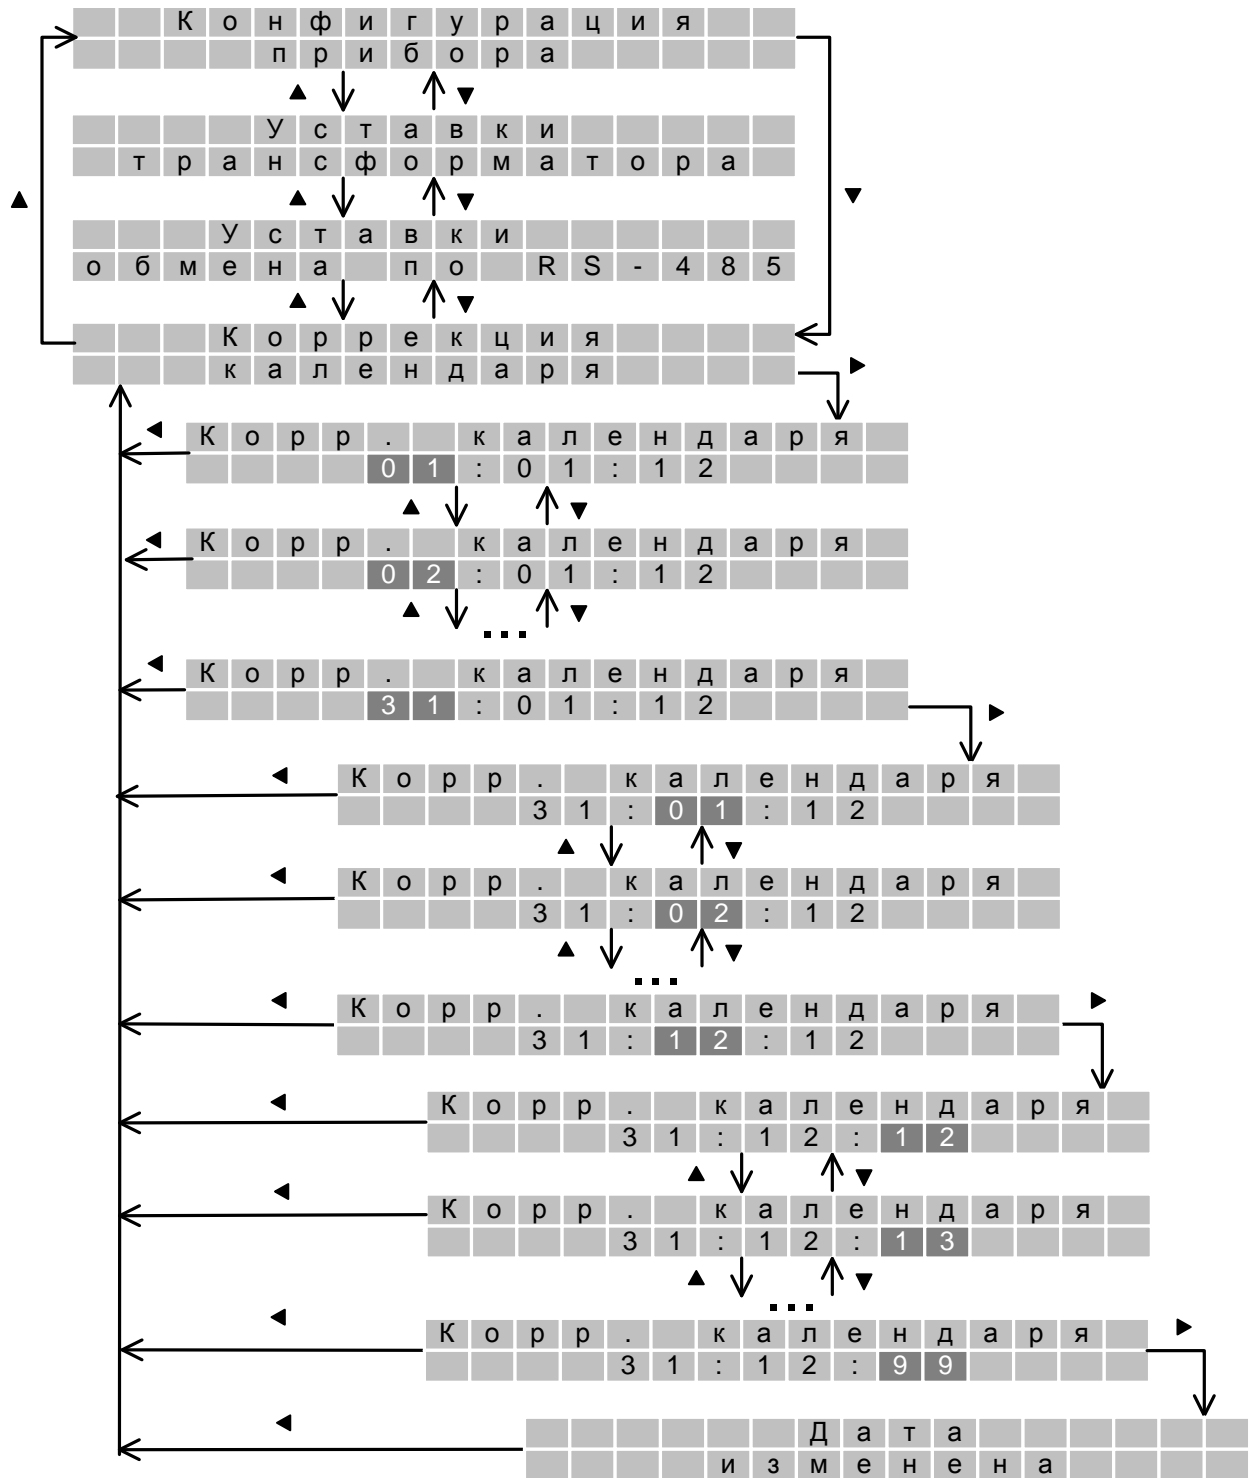 Конфигурация
прибора
Уставки
трансформатора
Уставки
обмена по RS-485
Коррекция
календаря
Корр. календаря
01:01:12
Корр. календаря
02:01:12
...
Корр. календаря
31:01:12
Корр. календаря
31:01:12
Корр. календаря
31:02:12
...
Корр. календаря
31:12:12
Корр. календаря
31:12:12
Корр. календаря
31:12:13
...
Корр. календаря
31:12:99
Дата
изменена